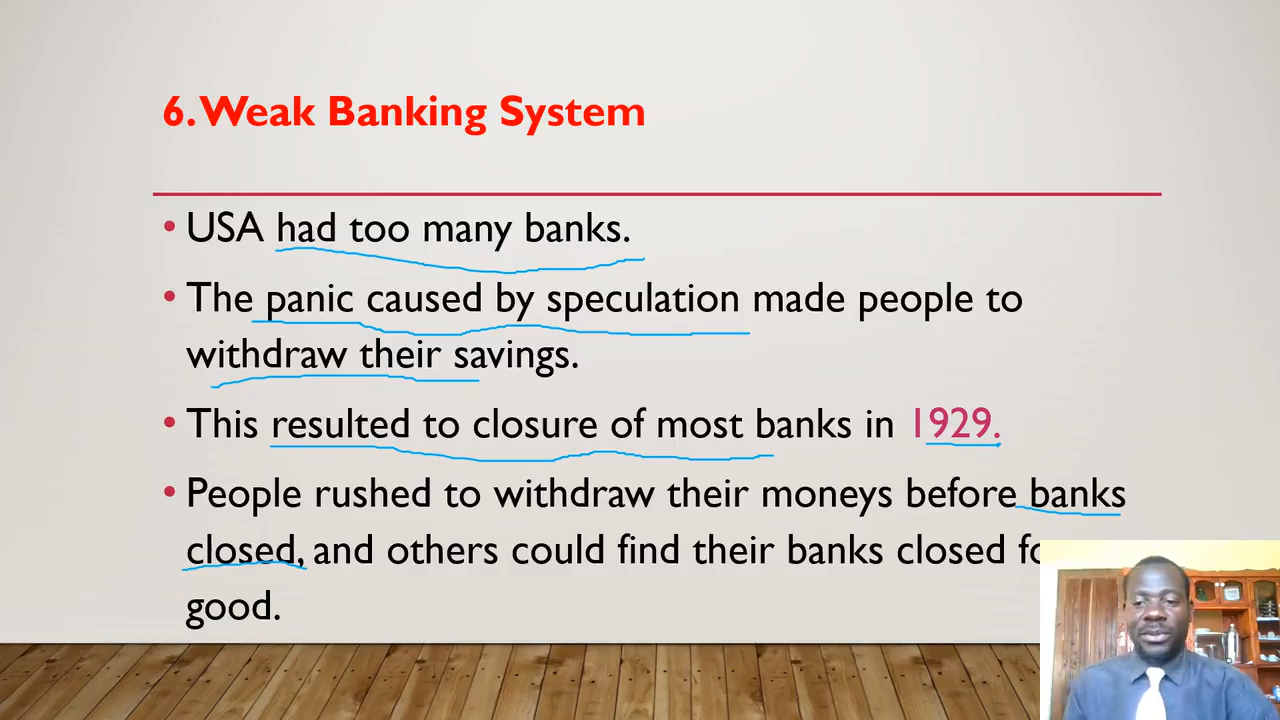 6. Weak Banking System
• USA had too many banks.
• The panic caused by speculation made people to
withdraw their savings.
• This resulted to closure of most banks in 1929.
• People rushed to withdraw their moneys before banks
closed, and others could find their banks closed
good.